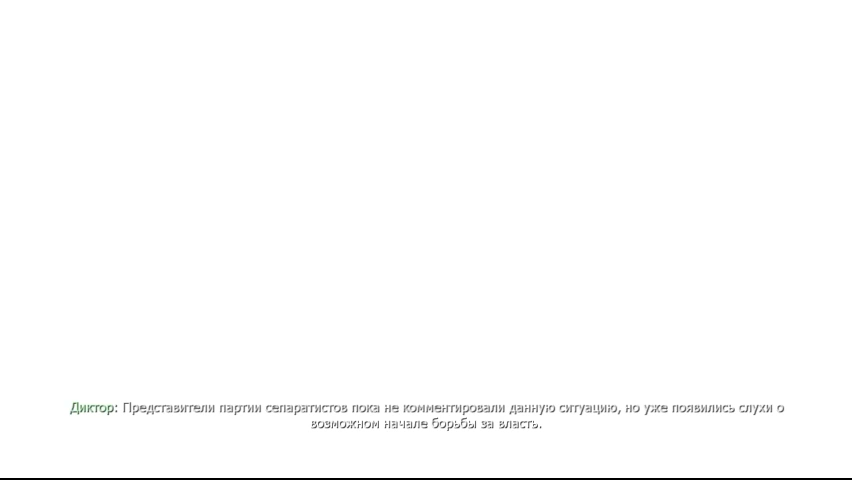 Диктор: Представители партии сепаратистов пока не комментировали данную ситуацию, но уже появились слухи о
возможном начале борьбы за власть.